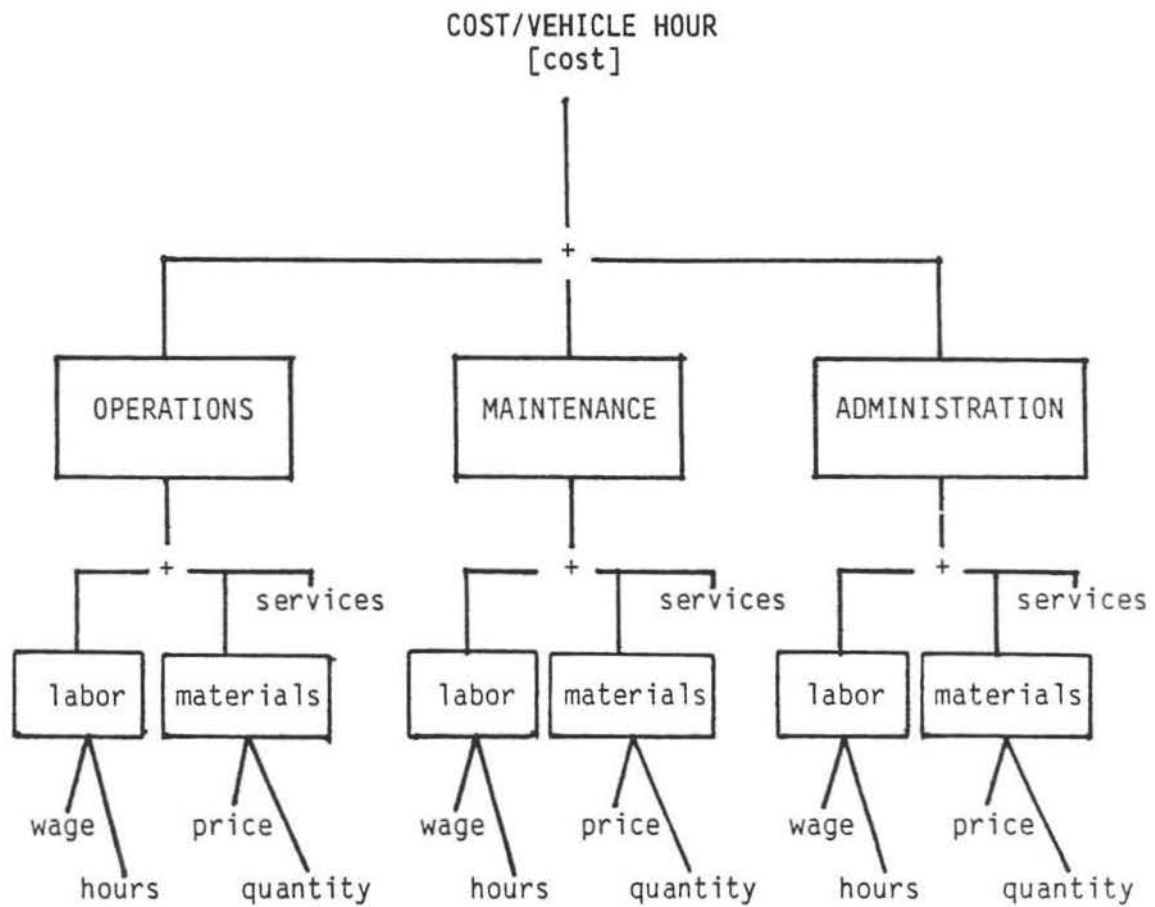 COST/VEHICLE HOUR
[cost]
+
OPERATIONS MAINTENANCE ADMINISTRATION
+ + +
services services services
labor materials labor materials labor materials
wage price wage price wage price
hours quantity hours quantity hours quantity